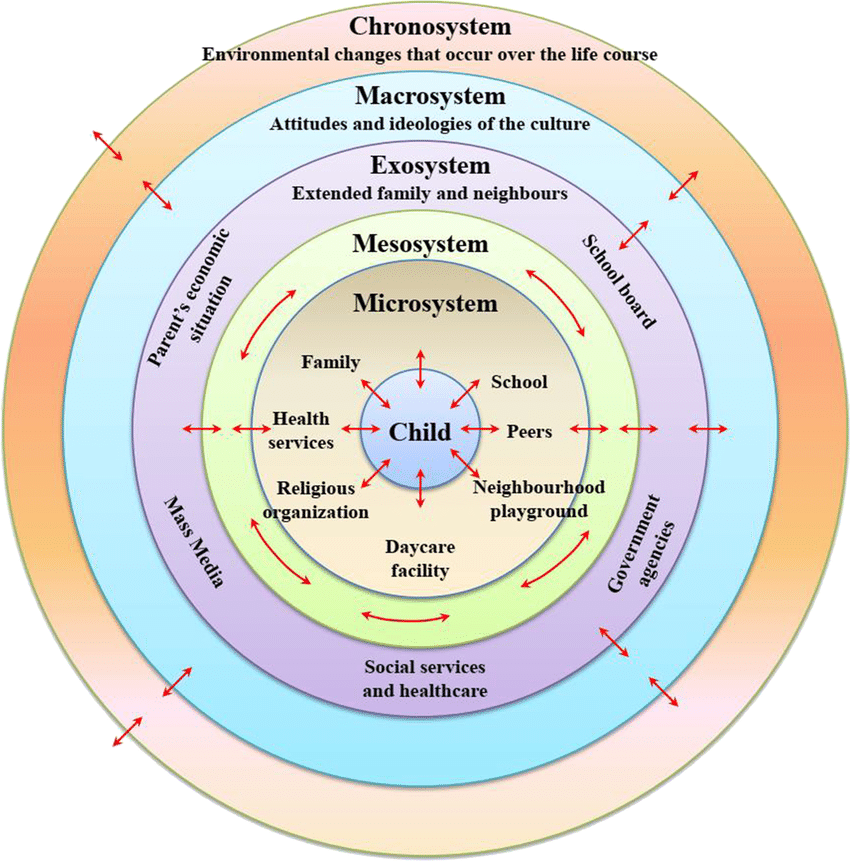 Chronosystem
Environmental changes that occur over the life course
Macrosystem
Attitudes and ideologies of the culture
Exosystem
Extended family and neighbours
Parent's economic
situation
School board
Mesosystem
Microsystem
Family
School
Health
services
Child
Peers
Religious
organization
Neighbourhood
playground
Daycare
facility
Mass Media
Government
agencies
Social services
and healthcare